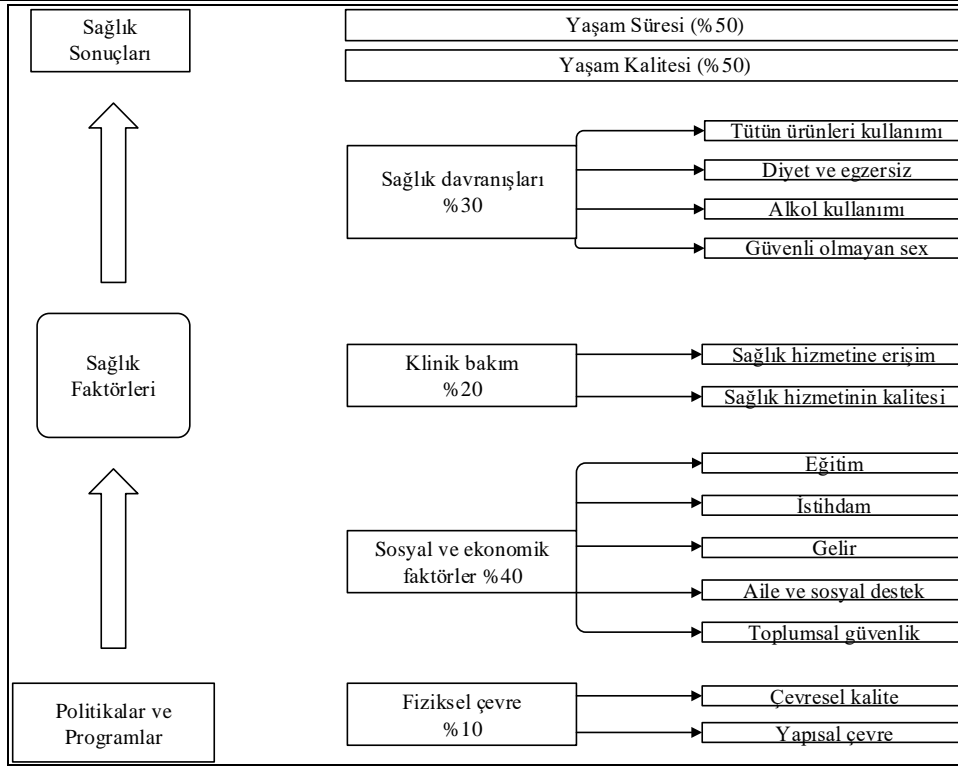 Sağlık
Sonuçları
Yaşam Süresi (%50)
Yaşam Kalitesi (%50)
Sağlık davranışları
%30
Tütün ürünleri kullanımı
Diyet ve egzersiz
Alkol kullanımı
Güvenli olmayan sex
Sağlık
Faktörleri
Klinik bakım
%20
Sağlık hizmetine erişim
Sağlık hizmetinin kalitesi
Sosyal ve ekonomik
faktörler %40
Eğitim
İstihdam
Gelir
Aile ve sosyal destek
Toplumsal güvenlik
Politikalar ve
Programlar
Fiziksel çevre
%10
Çevresel kalite
Yapısal çevre